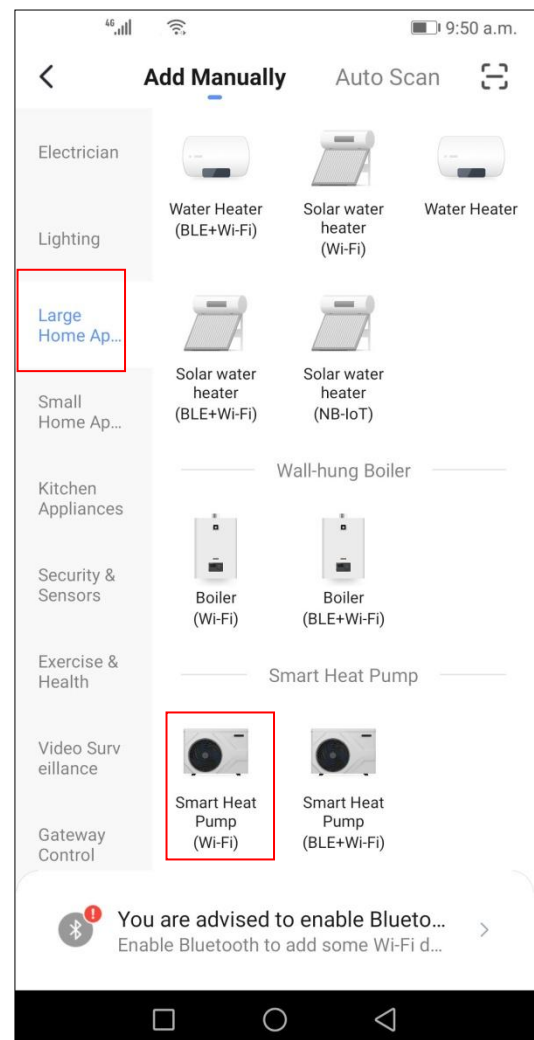 46
9:50 a.m.
Add Manually
Auto Scan
Electrician
Lighting
Large
Home Ap...
Small
Home Ap...
Kitchen
Appliances
Security &
Sensors
Exercise &
Health
Video Surv
eillance
Gateway
Control
Water Heater
(BLE+Wi-Fi)
Solar water
heater
(Wi-Fi)
Water Heater
Solar water
heater
(BLE+Wi-Fi)
Solar water
heater
(NB-IoT)
Wall-hung Boiler
Boiler
(Wi-Fi)
Boiler
(BLE+Wi-Fi)
Smart Heat Pump
Smart Heat
Pump
(Wi-Fi)
Smart Heat
Pump
(BLE+Wi-Fi)
You are advised to enable Blueto...
Enable Bluetooth to add some Wi-Fi d...